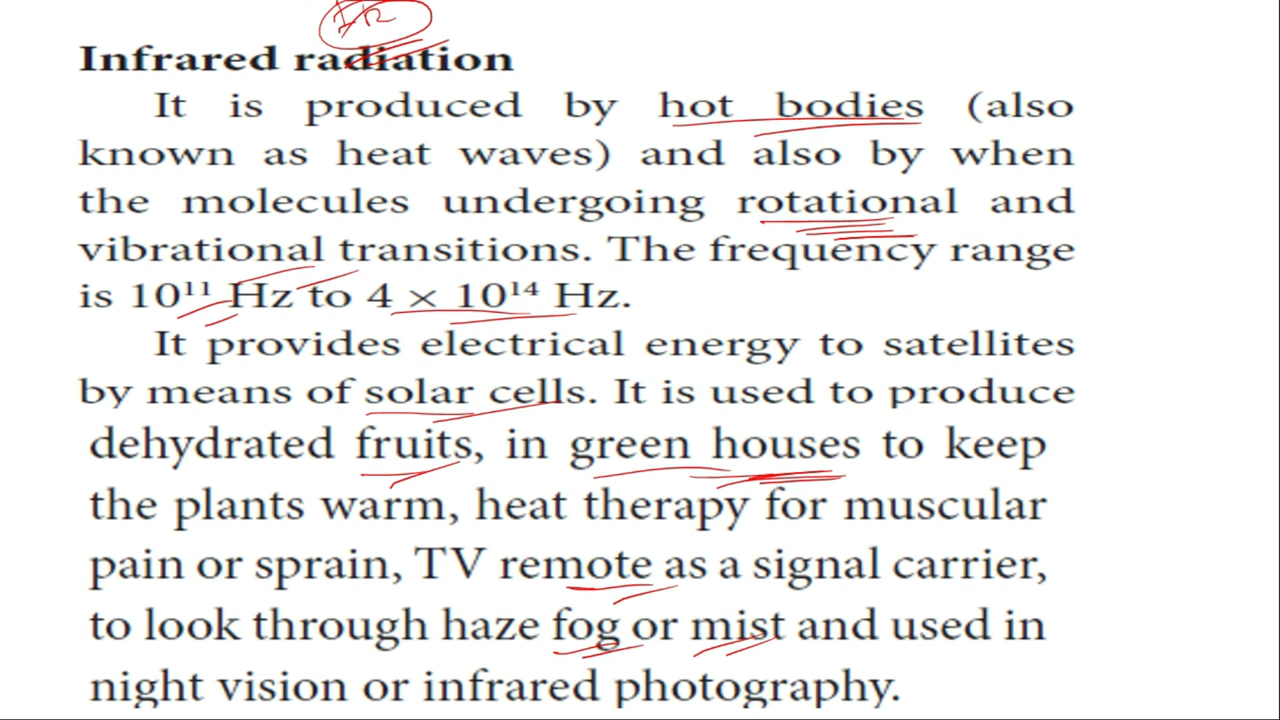 IR
Infrared radiation
It is produced by hot bodies (also
known as heat waves) and also by when
the molecules undergoing rotational and
vibrational transitions. The frequency range
is 10¹¹ Hz to 4 × 10¹⁴ Hz.
It provides electrical energy to satellites
by means of solar cells. It is used to produce
dehydrated fruits, in green houses to keep
the plants warm, heat therapy for muscular
pain or sprain, TV remote as a signal carrier,
to look through haze fog or mist and used in
night vision or infrared photography.